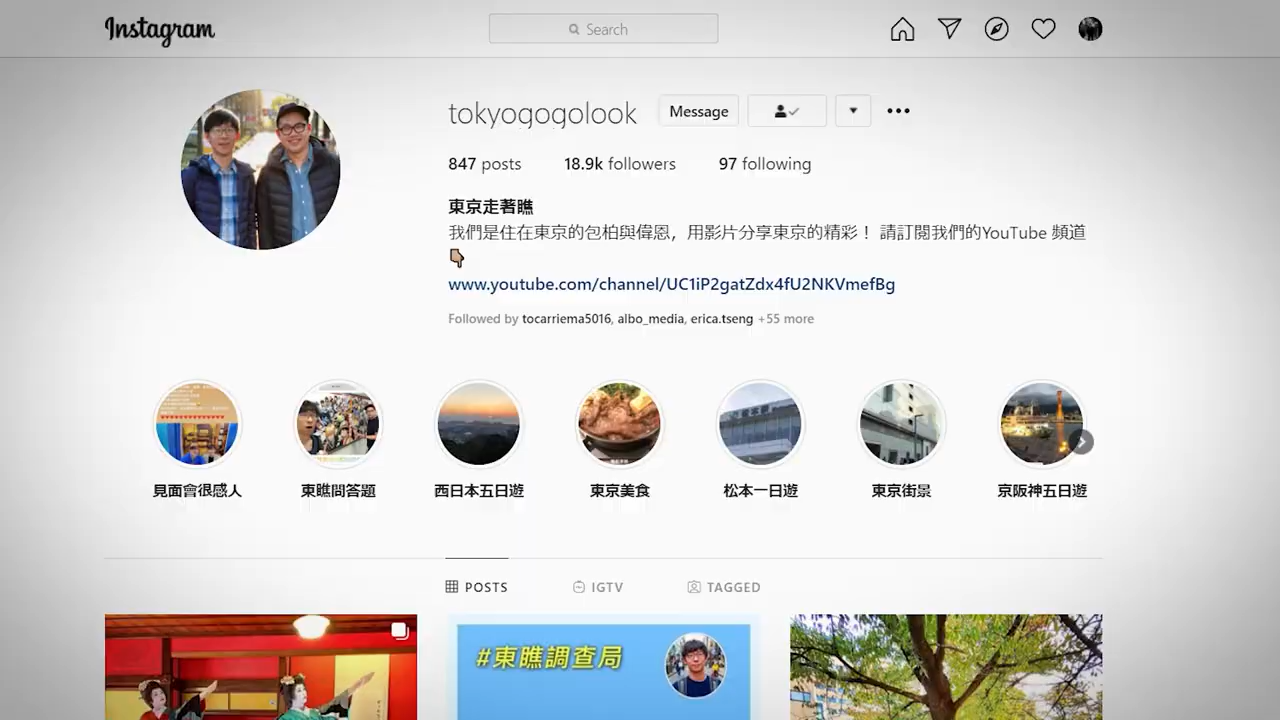 Instagram
Search
tokyogogolook
Message
847 posts 18.9k followers 97 following
東京走著瞧
我們是住在東京的包柏與偉恩，用影片分享東京的精彩！ 請訂閱我們的YouTube 頻道
👇🏽
www.youtube.com/channel/UC1iP2gatZdx4fU2NKVmefBg
Followed by tocarriema5016, albo_media, erica.tseng +55 more
見面會很感人 東瞧問答題 西日本五日遊 東京美食 松本一日遊 東京街景 京阪神五日遊
POSTS IGTV TAGGED
#東瞧調查局